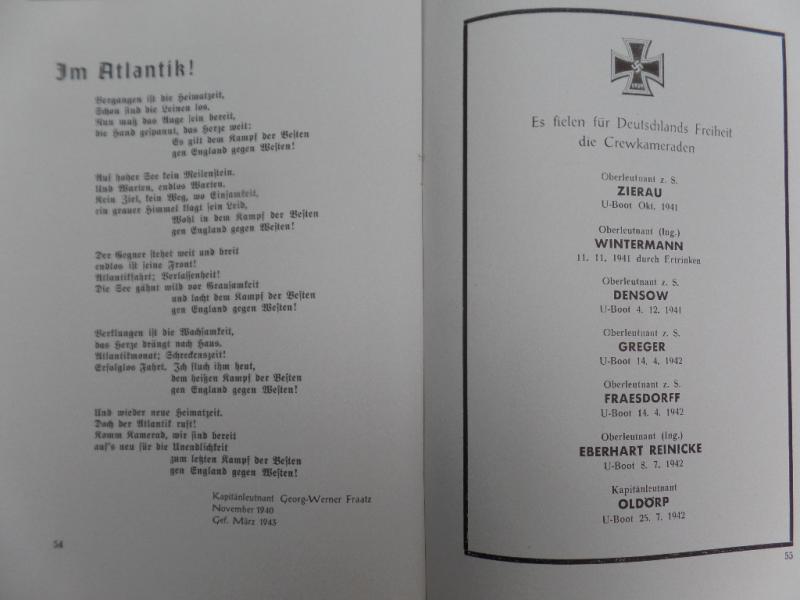 Im Atlantik!
Vergangen ist die Heimatzeit,
Schon sind die Leinen los.
Nun muß das Auge sein bereit,
die Hand gespannt, das Herze weit:
Es gilt dem Kampf der Besten
gen England gegen Westen!
Auf hoher See kein Meilenstein.
Und Warten, endlos Warten.
Kein Ziel, kein Weg, wo Einsamkeit,
ein grauer Himmel klagt sein Leid,
Wohl in dem Kampf der Besten
gen England gegen Westen!
Der Gegner stehet weit und breit
endlos ist seine Front!
Atlantikfahrt; Verlassenheit!
Die See gähnt wild vor Grausamkeit
und lacht dem Kampf der Besten
gen England gegen Westen!
Verklungen ist die Wachsamkeit,
das Herze drängt nach Haus.
Atlantikmonat; Schreckenszeit!
Erfolglos Fahrt. Ich fluch ihm heut,
dem heißen Kampf der Besten
gen England gegen Westen!
Und wieder neue Heimatzeit.
Doch der Atlantik ruft!
Komm Kamerad, wir sind bereit
auf's neu für die Unendlichkeit
zum letzten Kampf der Besten
gen England gegen Westen!
Kapitänleutnant Georg-Werner Fraatz
November 1940
Gef. März 1943
54
1939
Es fielen für Deutschlands Freiheit
die Crewkameraden
Oberleutnant z. S.
ZIERAU
U-Boot Okt. 1941
Oberleutnant (Ing.)
WINTERMANN
11. 11. 1941 durch Ertrinken
Oberleutnant z. S.
DENSOW
U-Boot 4. 12. 1941
Oberleutnant z. S.
GREGER
U-Boot 14. 4. 1942
Oberleutnant z. S.
FRAESDORFF
U-Boot 14. 4. 1942
Oberleutnant (Ing.)
EBERHART REINICKE
U-Boot 8. 7. 1942
Kapitänleutnant
OLDÖRP
U-Boot 25. 7. 1942
55